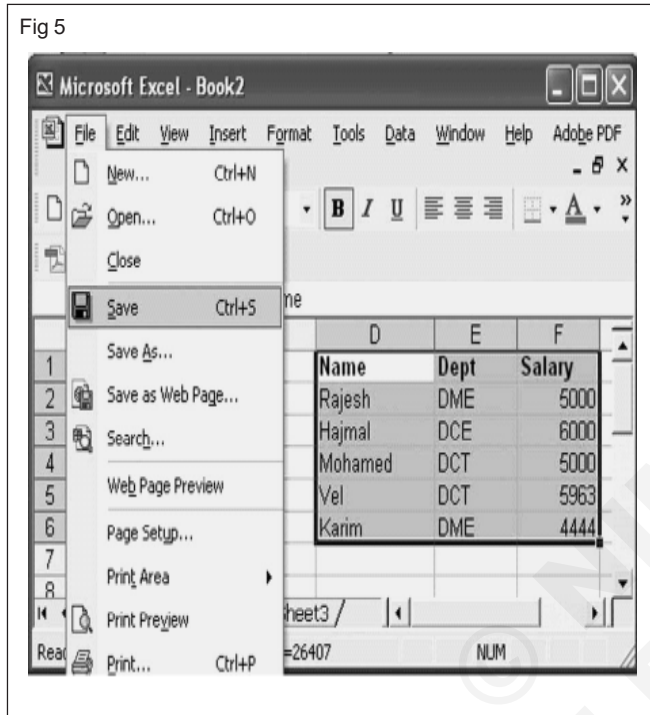 Fig 5
Microsoft Excel - Book2
File Edit View Insert Format Tools Data Window Help Adobe PDF
New... Ctrl+N
Open... Ctrl+O
B I U A
Close
Save Ctrl+S
me
D E F
Save As...
1 Name Dept Salary
2 Save as Web Page... Rajesh DME 5000
3 Search... Hajmal DCE 6000
4 Mohamed DCT 5000
5 Web Page Preview Vel DCT 5963
6 Page Setup... Karim DME 4444
7
Print Area
8
Print Preview heet3
Read =26407 NUM
Print... Ctrl+P